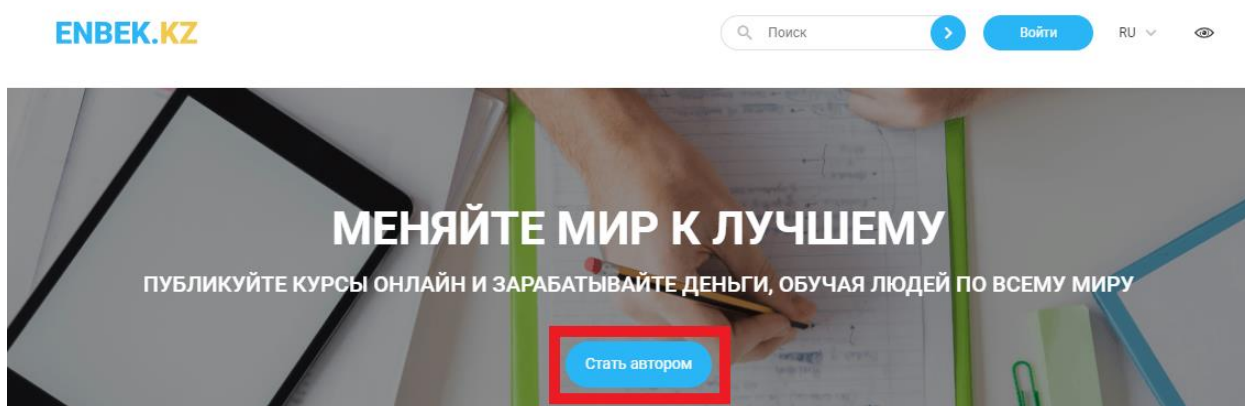 ENBEK.KZ
Поиск
Войти
RU
МЕНЯЙТЕ МИР К ЛУЧШЕМУ
ПУБЛИКУЙТЕ КУРСЫ ОНЛАЙН И ЗАРАБАТЫВАЙТЕ ДЕНЬГИ, ОБУЧАЯ ЛЮДЕЙ ПО ВСЕМУ МИРУ
Стать автором